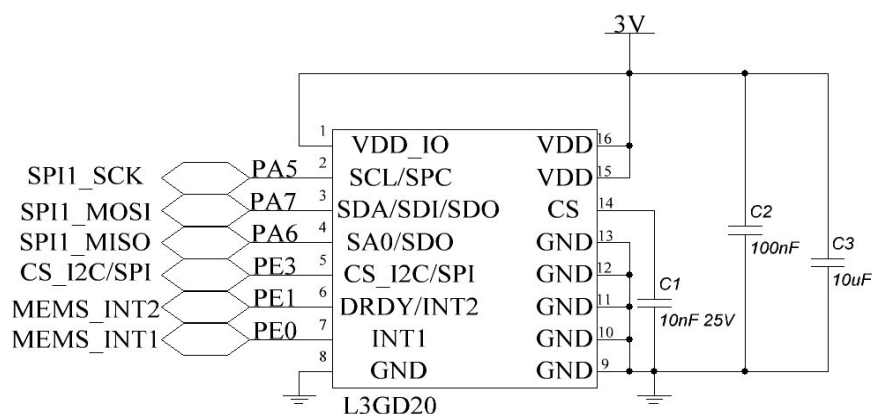 3V
1 VDD_IO VDD 16
SPI1_SCK PA5 2 SCL/SPC VDD 15
SPI1_MOSI PA7 3 SDA/SDI/SDO CS 14
SPI1_MISO PA6 4 SA0/SDO GND 13
CS_I2C/SPI PE3 5 CS_I2C/SPI GND 12
MEMS_INT2 PE1 6 DRDY/INT2 GND 11
MEMS_INT1 PE0 7 INT1 GND 10
8 GND GND 9
L3GD20
C1
10nF 25V
C2
100nF
C3
10uF